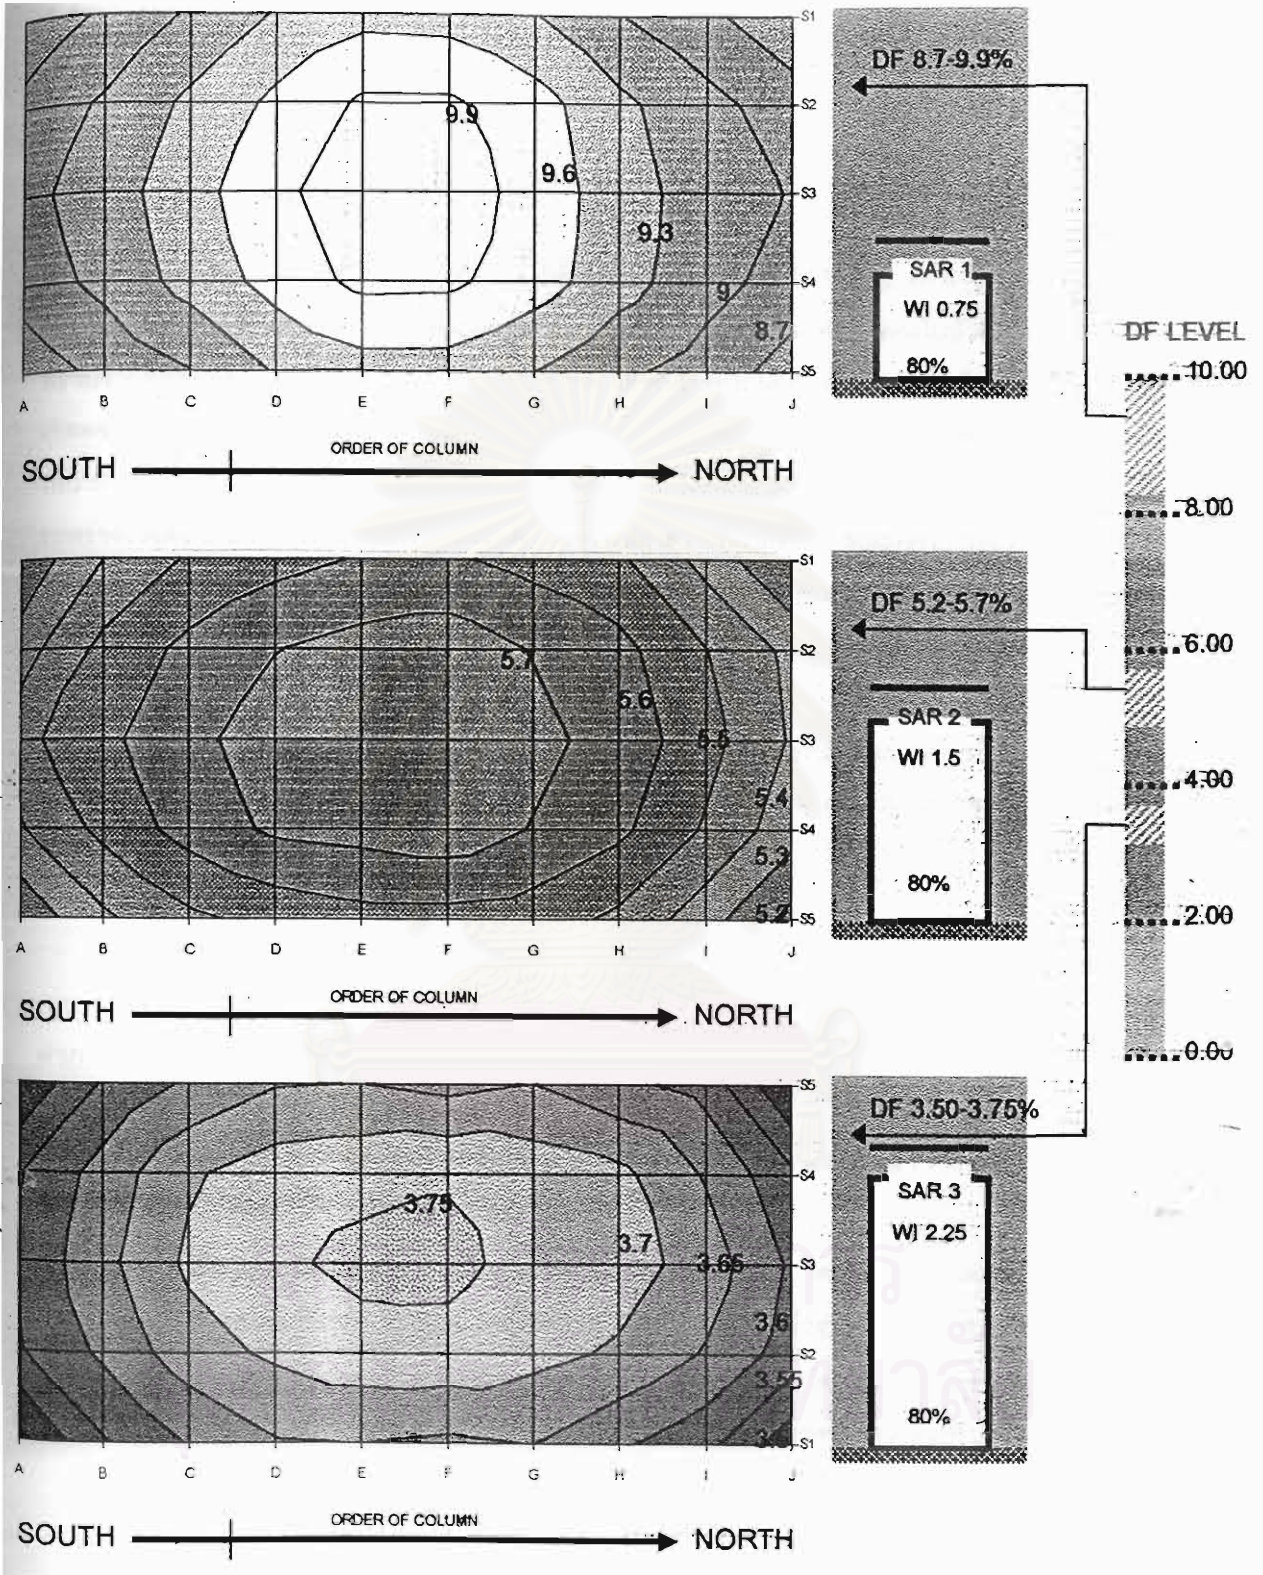 S1
S2
S3
S4
S5
9.9
9.6
9.3
9
8.7
A B C D E F G H I J
ORDER OF COLUMN
SOUTH NORTH
DF 8.7-9.9%
SAR 1
WI 0.75
80%
DF LEVEL
10.00
8.00
6.00
4.00
2.00
0.00
S1
S2
S3
S4
S5
5.7
5.6
5.5
5.4
5.3
5.2
A B C D E F G H I J
ORDER OF COLUMN
SOUTH NORTH
DF 5.2-5.7%
SAR 2
WI 1.5
80%
S5
S4
S3
S2
S1
3.75
3.7
3.65
3.6
3.55
A B C D E F G H I J
ORDER OF COLUMN
SOUTH NORTH
DF 3.50-3.75%
SAR 3
WI 2.25
80%